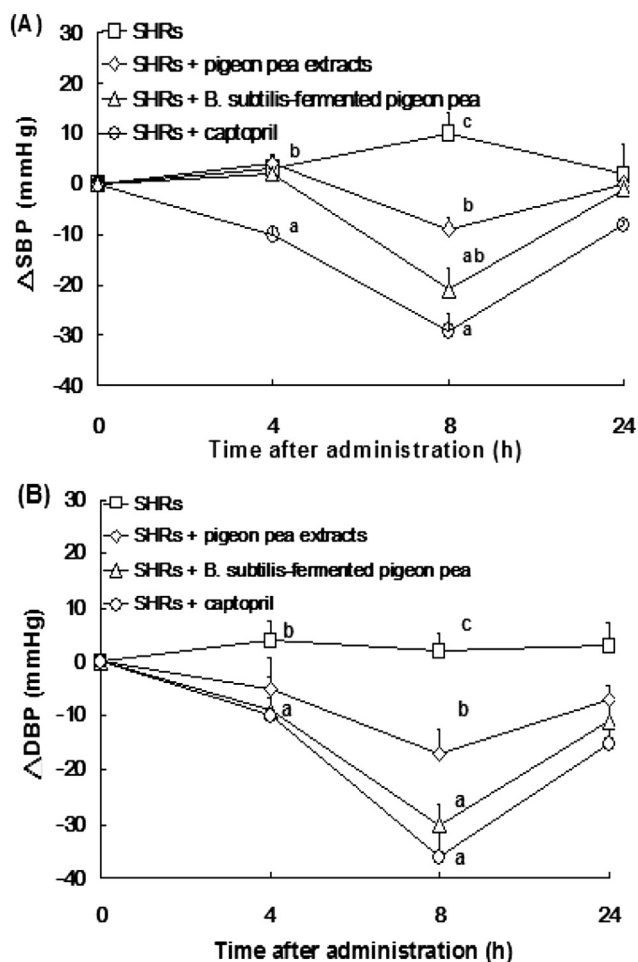 (A)
30
20
10
0
-10
-20
-30
-40
△SBP (mmHg)
SHRs
SHRs + pigeon pea extracts
SHRs + B. subtilis-fermented pigeon pea
SHRs + captopril
b
c
a
b
ab
a
0 4 8 24
Time after administration (h)
(B)
30
20
10
0
-10
-20
-30
-40
△DBP (mmHg)
SHRs
SHRs + pigeon pea extracts
SHRs + B. subtilis-fermented pigeon pea
SHRs + captopril
b
c
a
b
a
a
0 4 8 24
Time after administration (h)